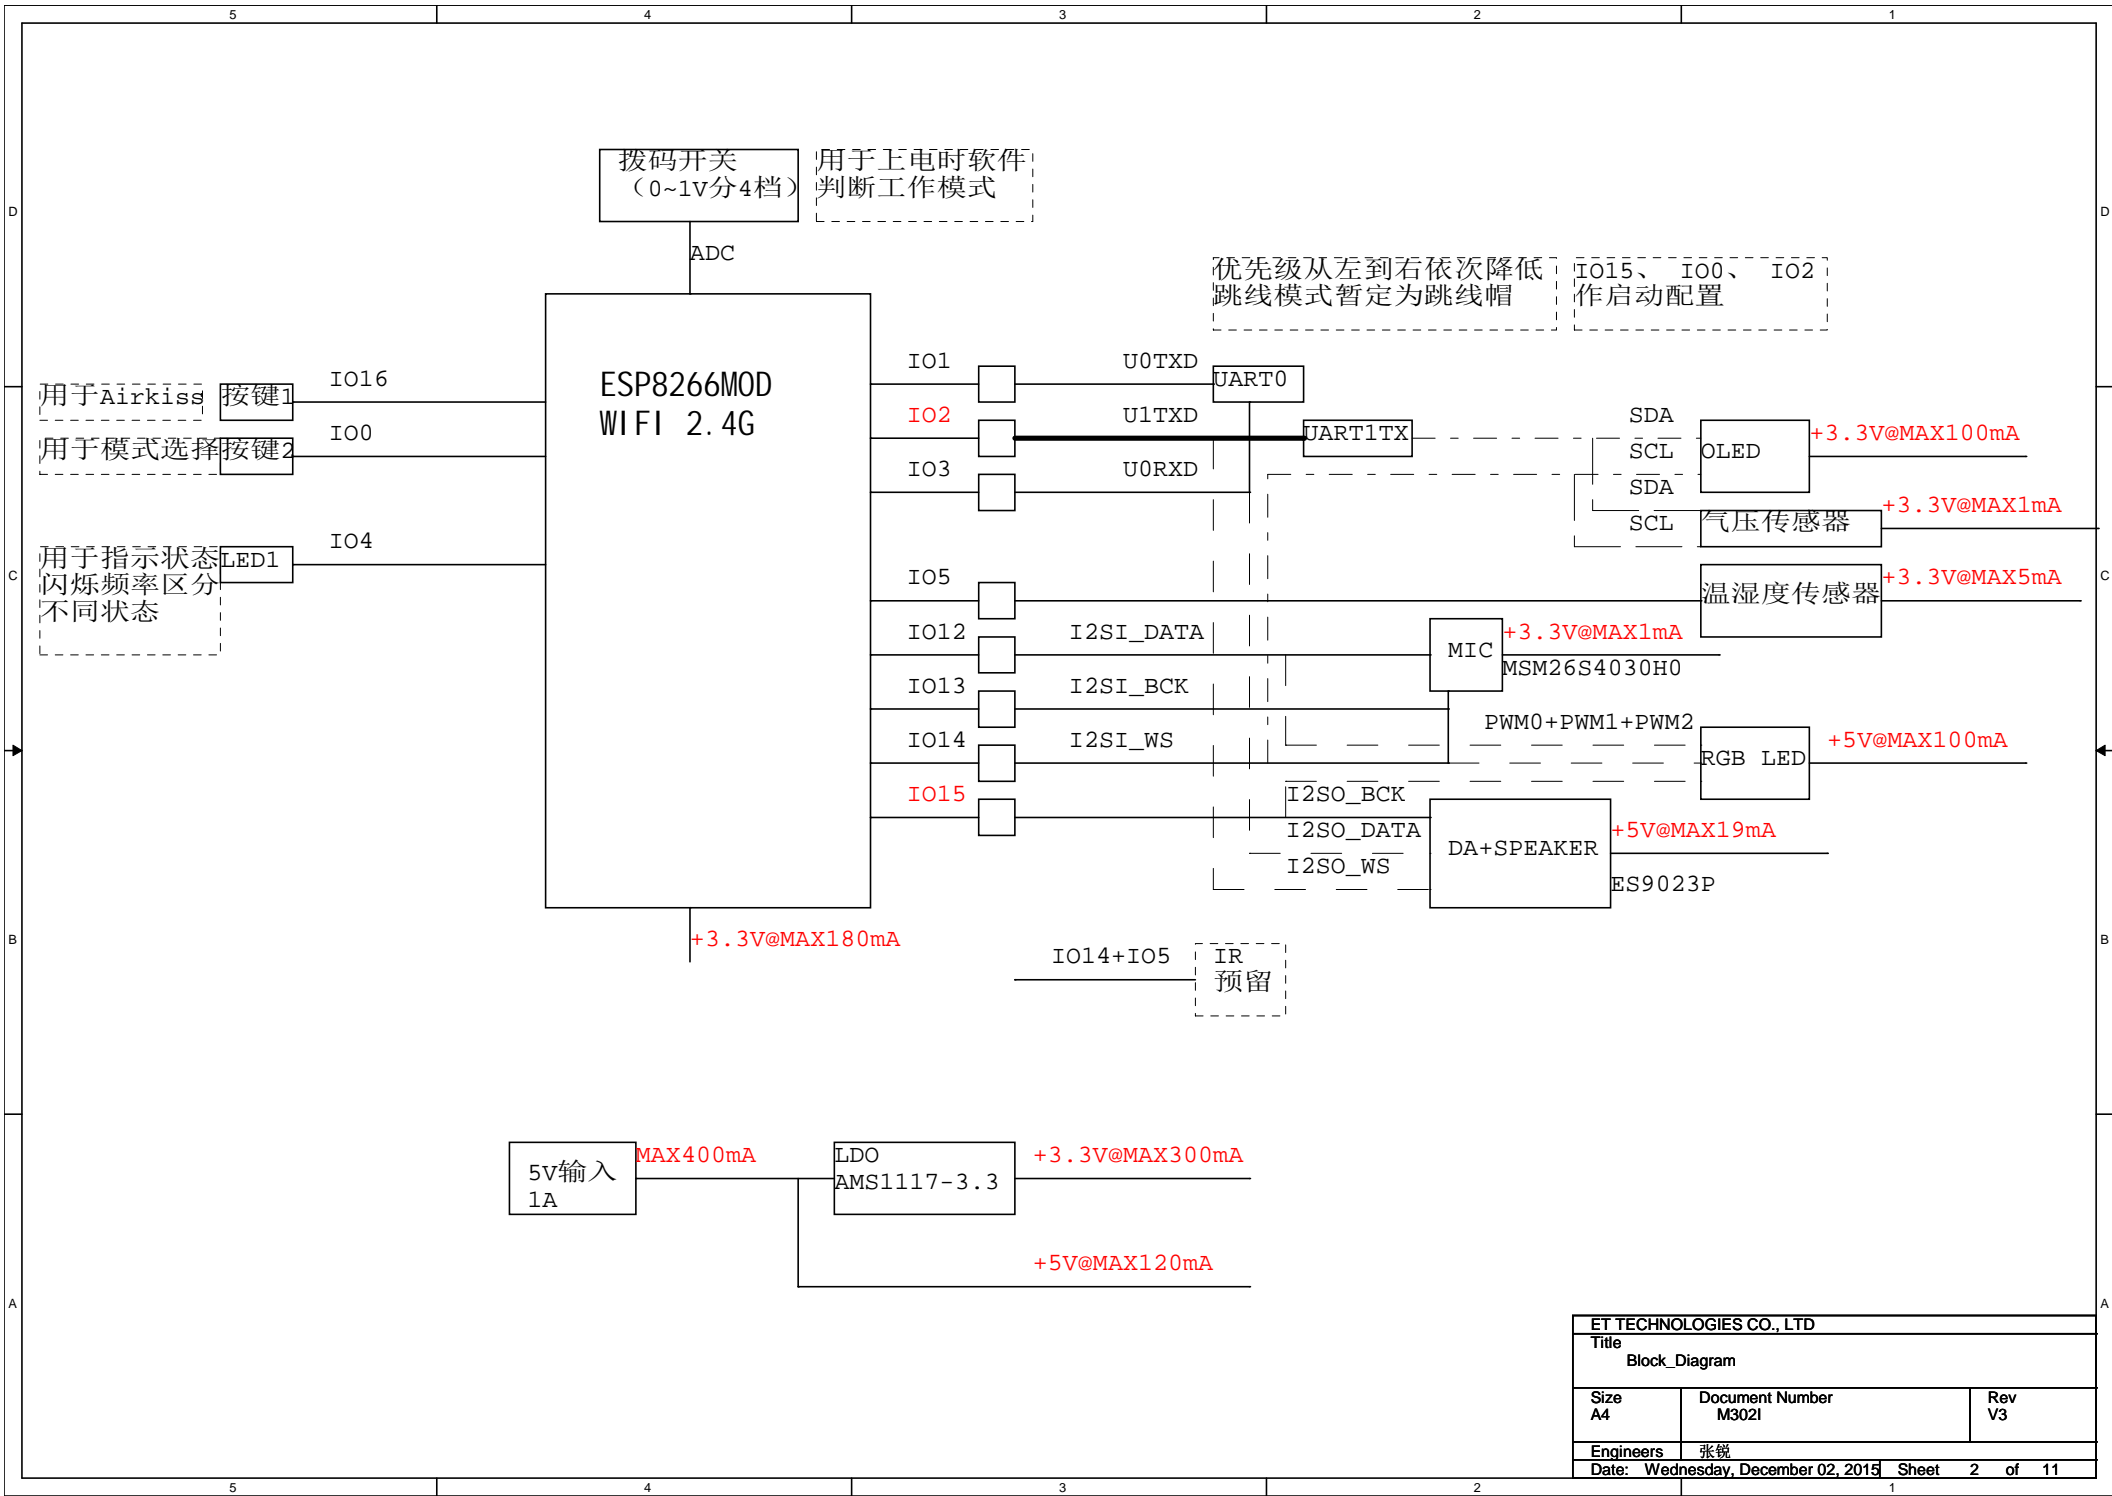 5 4 3 2 1
D D
C C
B B
A A
拨码开关
（0~1V分4档）
用于上电时软件
判断工作模式
ADC
优先级从左到右依次降低
跳线模式暂定为跳线帽
IO15、 IO0、 IO2
作启动配置
ESP8266MOD
WIFI 2.4G
用于Airkiss
按键1
IO16
用于模式选择
按键2
IO0
用于指示状态
闪烁频率区分
不同状态
LED1
IO4
IO1
U0TXD
UART0
IO2
U1TXD
UART1TX
IO3
U0RXD
SDA
SCL
OLED
+3.3V@MAX100mA
SDA
SCL
气压传感器
+3.3V@MAX1mA
IO5
温湿度传感器
+3.3V@MAX5mA
IO12
I2SI_DATA
MIC
+3.3V@MAX1mA
MSM26S4030H0
IO13
I2SI_BCK
IO14
I2SI_WS
PWM0+PWM1+PWM2
RGB LED
+5V@MAX100mA
IO15
I2SO_BCK
I2SO_DATA
I2SO_WS
DA+SPEAKER
+5V@MAX19mA
ES9023P
+3.3V@MAX180mA
IO14+IO5
IR
预留
5V输入
1A
MAX400mA
LDO
AMS1117-3.3
+3.3V@MAX300mA
+5V@MAX120mA
ET TECHNOLOGIES CO., LTD
Title
Block_Diagram
Size Document Number Rev
A4 M302I V3
Engineers 张锐
Date: Wednesday, December 02, 2015 Sheet 2 of 11
5 4 3 2 1